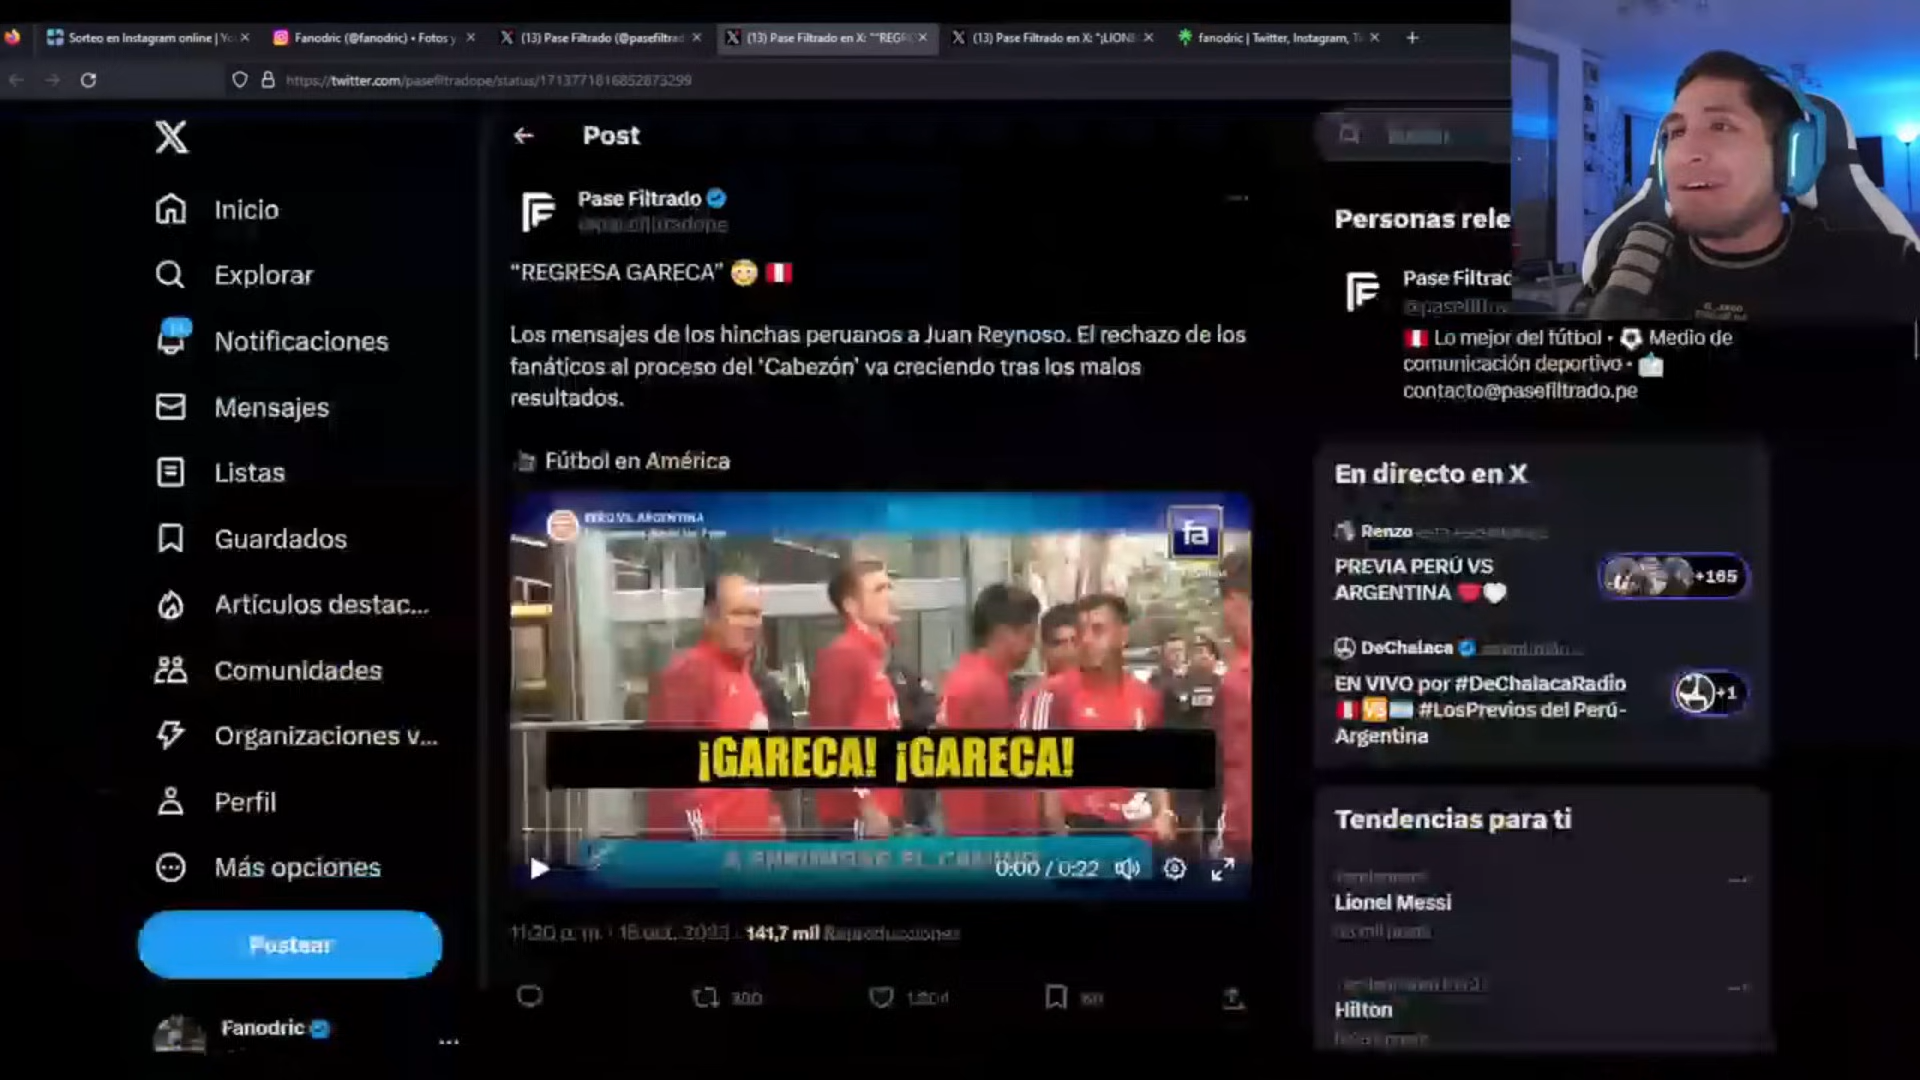 Sorteo en Instagram online | Yo
Fanodric (@fanodric) • Fotos y
(13) Pase Filtrado (@pasefiltrad
(13) Pase Filtrado en X: "“REGR
(13) Pase Filtrado en X: "¡LION
fanodric | Twitter, Instagram, T
https://twitter.com/pasefiltradope/status/1713771816852873299
Post
Inicio
Explorar
Notificaciones
Mensajes
Listas
Guardados
Artículos destac...
Comunidades
Organizaciones v...
Perfil
Más opciones
Postear
Fanodric
Pase Filtrado
@pasefiltradope
“REGRESA GARECA”
Los mensajes de los hinchas peruanos a Juan Reynoso. El rechazo de los
fanáticos al proceso del ‘Cabezón’ va creciendo tras los malos
resultados.
Fútbol en América
PERÚ VS. ARGENTINA
fa
¡GARECA! ¡GARECA!
0:00 / 0:22
11:20 p. m. · oct. 2023 · 141,7 mil Reproducciones
Buscar
Personas rele
Pase Filtrad
Lo mejor del fútbol • Medio de
comunicación deportivo •
contacto@pasefiltrado.pe
En directo en X
Renzo
PREVIA PERÚ VS
ARGENTINA
+165
DeChalaca
EN VIVO por #DeChalacaRadio
VS #LosPrevios del Perú-
Argentina
+1
Tendencias para ti
Lionel Messi
Hilton